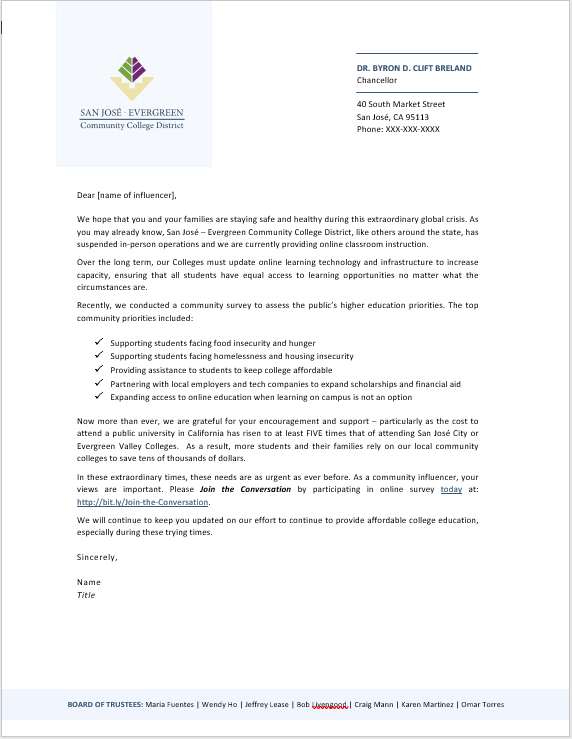 SAN JOSÉ · EVERGREEN
Community College District
DR. BYRON D. CLIFT BRELAND
Chancellor
40 South Market Street
San José, CA 95113
Phone: XXX-XXX-XXXX
Dear [name of influencer],
We hope that you and your families are staying safe and healthy during this extraordinary global crisis. As
you may already know, San José – Evergreen Community College District, like others around the state, has
suspended in-person operations and we are currently providing online classroom instruction.
Over the long term, our Colleges must update online learning technology and infrastructure to increase
capacity, ensuring that all students have equal access to learning opportunities no matter what the
circumstances are.
Recently, we conducted a community survey to assess the public's higher education priorities. The top
community priorities included:
✓ Supporting students facing food insecurity and hunger
✓ Supporting students facing homelessness and housing insecurity
✓ Providing assistance to students to keep college affordable
✓ Partnering with local employers and tech companies to expand scholarships and financial aid
✓ Expanding access to online education when learning on campus is not an option
Now more than ever, we are grateful for your encouragement and support – particularly as the cost to
attend a public university in California has risen to at least FIVE times that of attending San José City or
Evergreen Valley Colleges. As a result, more students and their families rely on our local community
colleges to save tens of thousands of dollars.
In these extraordinary times, these needs are as urgent as ever before. As a community influencer, your
views are important. Please Join the Conversation by participating in online survey today at:
http://bit.ly/Join-the-Conversation.
We will continue to keep you updated on our effort to continue to provide affordable college education,
especially during these trying times.
Sincerely,
Name
Title
BOARD OF TRUSTEES: Maria Fuentes | Wendy Ho | Jeffrey Lease | Bob Livengood | Craig Mann | Karen Martinez | Omar Torres